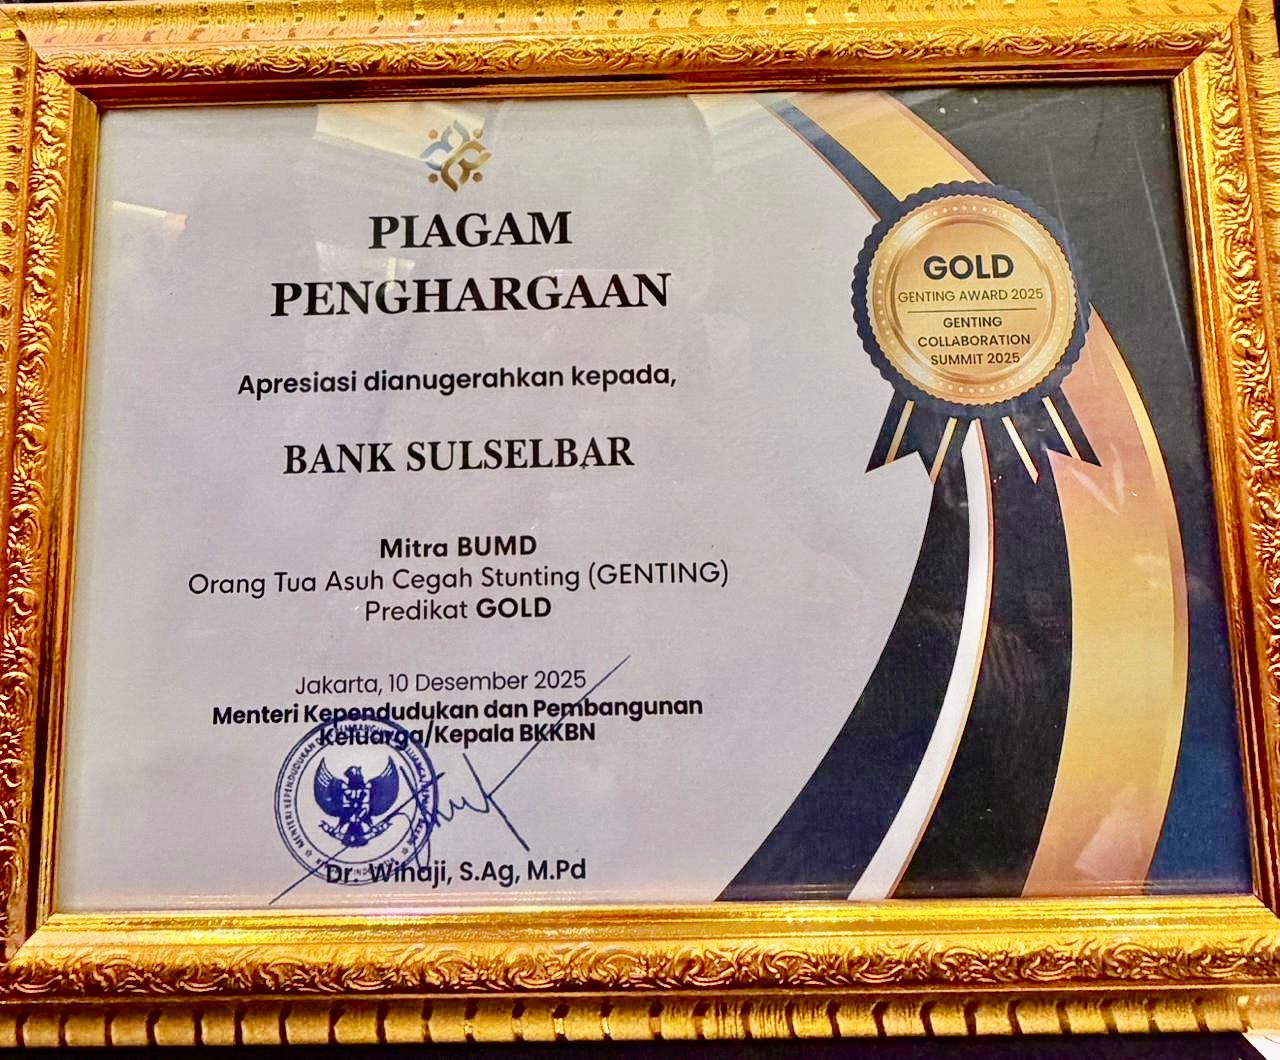 PIAGAM
PENGHARGAAN
Apresiasi dianugerahkan kepada,
BANK SULSELBAR
Mitra BUMD
Orang Tua Asuh Cegah Stunting (GENTING)
Predikat GOLD
Jakarta, 10 Desember 2025
Menteri Kependudukan dan Pembangunan
Keluarga/Kepala BKKBN
MENTERI KEPENDUDUKAN
Dr. Wihaji, S.Ag, M.Pd
GOLD
GENTING AWARD 2025
GENTING
COLLABORATION
SUMMIT 2025